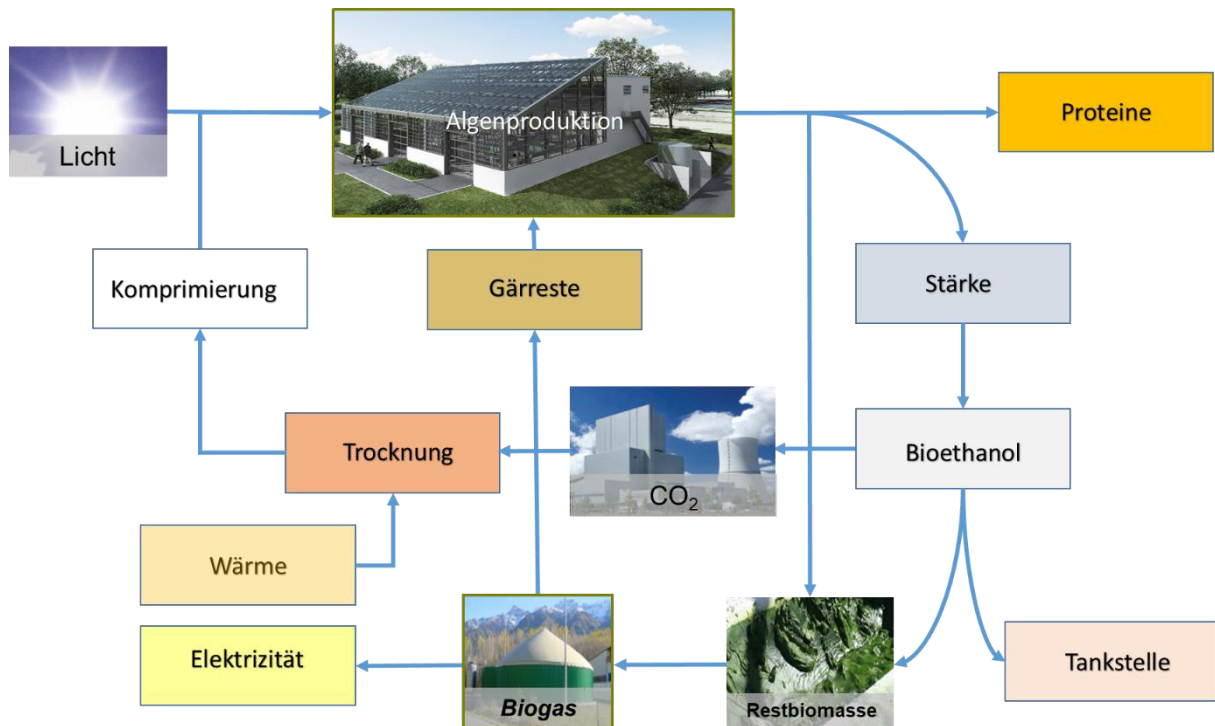 Licht
Algenproduktion
Proteine
Komprimierung
Gärreste
Stärke
Trocknung
CO₂
Bioethanol
Wärme
Elektrizität
Biogas
Restbiomasse
Tankstelle